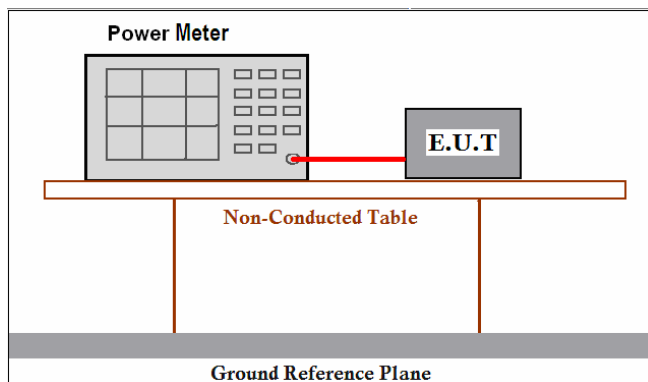 Power Meter
E.U.T
Non-Conducted Table
Ground Reference Plane